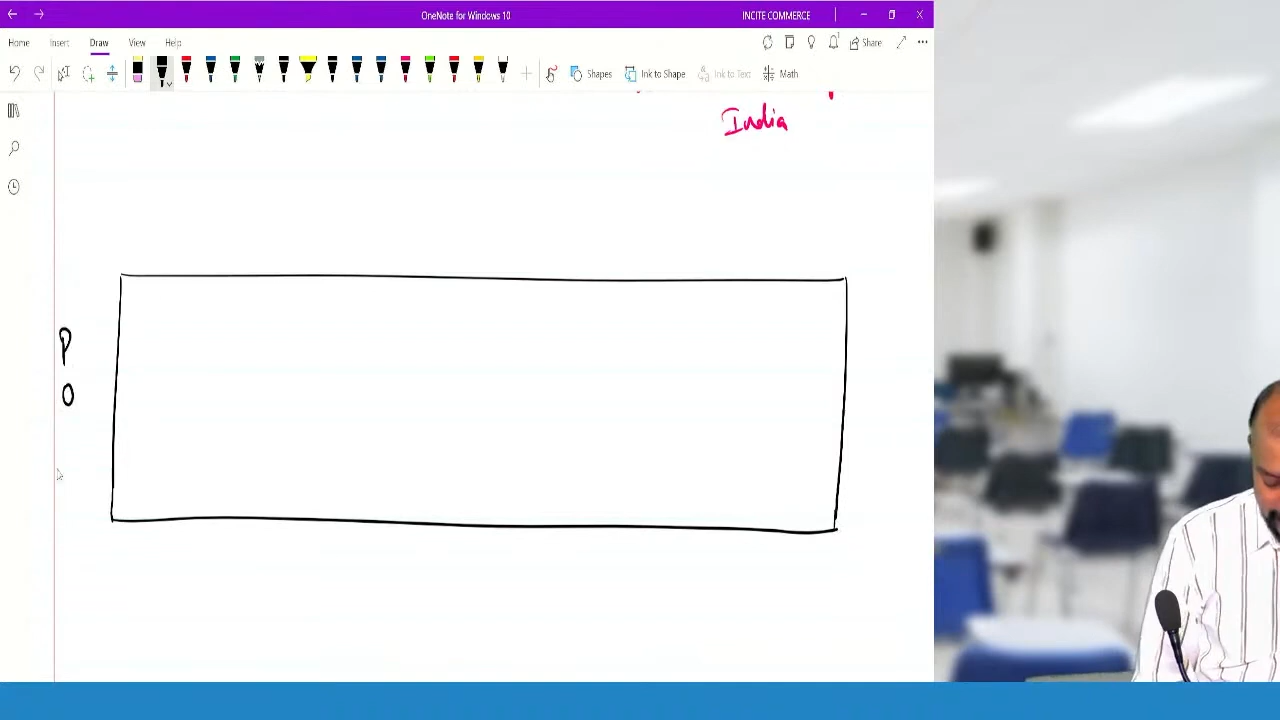 OneNote for Windows 10
INCITE COMMERCE
Home Insert Draw View Help
Share
Shapes Ink to Shape Ink to Text Math
India
P
O